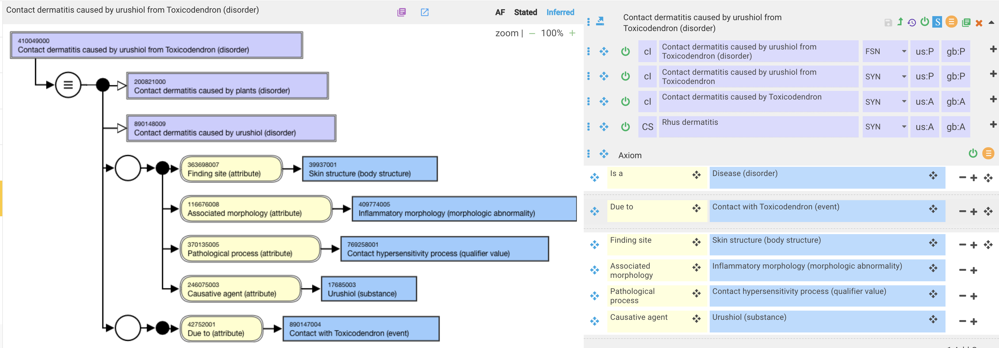 Contact dermatitis caused by urushiol from Toxicodendron (disorder)
AF Stated Inferred
zoom | − 100% +
410049000
Contact dermatitis caused by urushiol from Toxicodendron (disorder)
200821000
Contact dermatitis caused by plants (disorder)
890148009
Contact dermatitis caused by urushiol (disorder)
363698007
Finding site (attribute)
39937001
Skin structure (body structure)
116676008
Associated morphology (attribute)
409774005
Inflammatory morphology (morphologic abnormality)
370135005
Pathological process (attribute)
769258001
Contact hypersensitivity process (qualifier value)
246075003
Causative agent (attribute)
17685003
Urushiol (substance)
42752001
Due to (attribute)
890147004
Contact with Toxicodendron (event)
Contact dermatitis caused by urushiol from
Toxicodendron (disorder)
S
cI
Contact dermatitis caused by urushiol from
Toxicodendron (disorder)
FSN
us:P
gb:P
cI
Contact dermatitis caused by urushiol from
Toxicodendron
SYN
us:P
gb:P
cI
Contact dermatitis caused by Toxicodendron
SYN
us:A
gb:A
CS
Rhus dermatitis
SYN
us:A
gb:A
Axiom
Is a
Disease (disorder)
Due to
Contact with Toxicodendron (event)
Finding site
Skin structure (body structure)
Associated
morphology
Inflammatory morphology (morphologic abnormality)
Pathological
process
Contact hypersensitivity process (qualifier value)
Causative agent
Urushiol (substance)